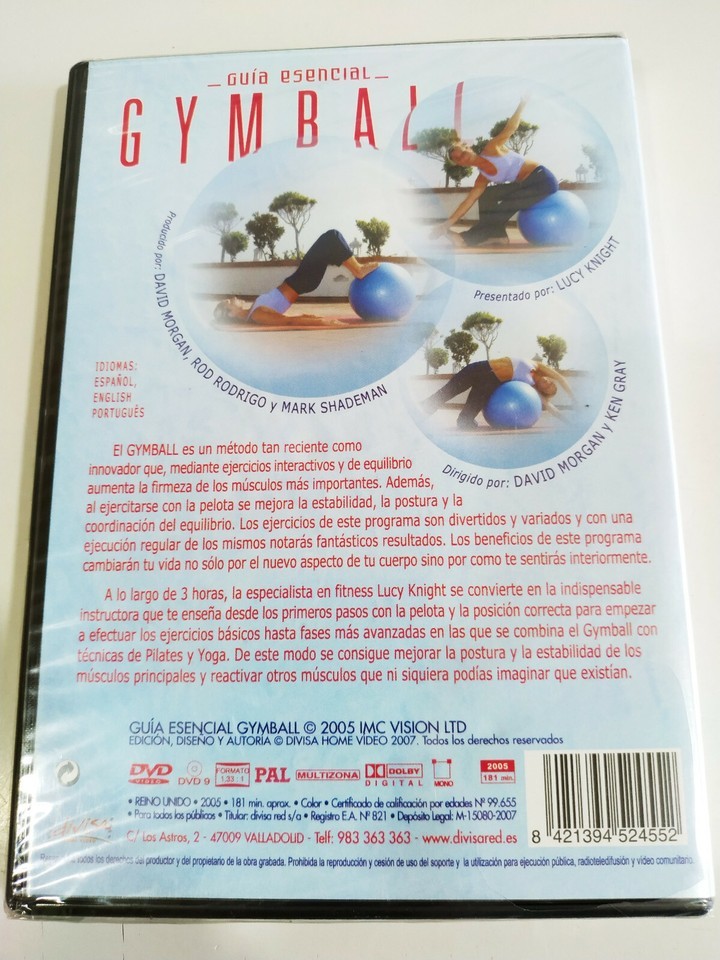 GUÍA ESENCIAL
GYMBALL
Presentado por: LUCY KNIGHT
Producido por: DAVID MORGAN, ROD RODRIGO y MARK SHADEMAN
Dirigido por: DAVID MORGAN y KEN GRAY
IDIOMAS:
ESPAÑOL,
ENGLISH
PORTUGUÉS
El GYMBALL es un método tan reciente como
innovador que, mediante ejercicios interactivos y de equilibrio
aumenta la firmeza de los músculos más importantes. Además,
al ejercitarse con la pelota se mejora la estabilidad, la postura y la
coordinación del equilibrio. Los ejercicios de este programa son divertidos y variados y con una
ejecución regular de los mismos notarás fantásticos resultados. Los beneficios de este programa
cambiarán tu vida no sólo por el nuevo aspecto de tu cuerpo sino por como te sentirás interiormente.
A lo largo de 3 horas, la especialista en fitness Lucy Knight se convierte en la indispensable
instructora que te enseña desde los primeros pasos con la pelota y la posición correcta para empezar
a efectuar los ejercicios básicos hasta fases más avanzadas en las que se combina el Gymball con
técnicas de Pilates y Yoga. De este modo se consigue mejorar la postura y la estabilidad de los
músculos principales y reactivar otros músculos que ni siquiera podías imaginar que existían.
GUÍA ESENCIAL GYMBALL © 2005 IMC VISION LTD
EDICIÓN, DISEÑO Y AUTORÍA © DIVISA HOME VIDEO 2007. Todos los derechos reservados
DVD VIDEO DVD 9 FORMATO 1.33:1 PAL MULTIZONA DOLBY DIGITAL MONO 2005 181 min.
• REINO UNIDO • 2005 • 181 min. aprox. • Color • Certificado de calificación por edades Nº 99.655
• Para todos los públicos • Titular: divisa red s/a • Registro E.A. Nº 821 • Depósito Legal: M-15080-2007
C/ Los Astros, 2 - 47009 VALLADOLID - Telf: 983 363 363 - www.divisared.es
8 421394 524552
divisa
los derechos del productor y del propietario de la obra grabada. Prohibida la reproducción y cesión de uso del soporte y la utilización para ejecución pública, radioteledifusión y vídeo comunitario